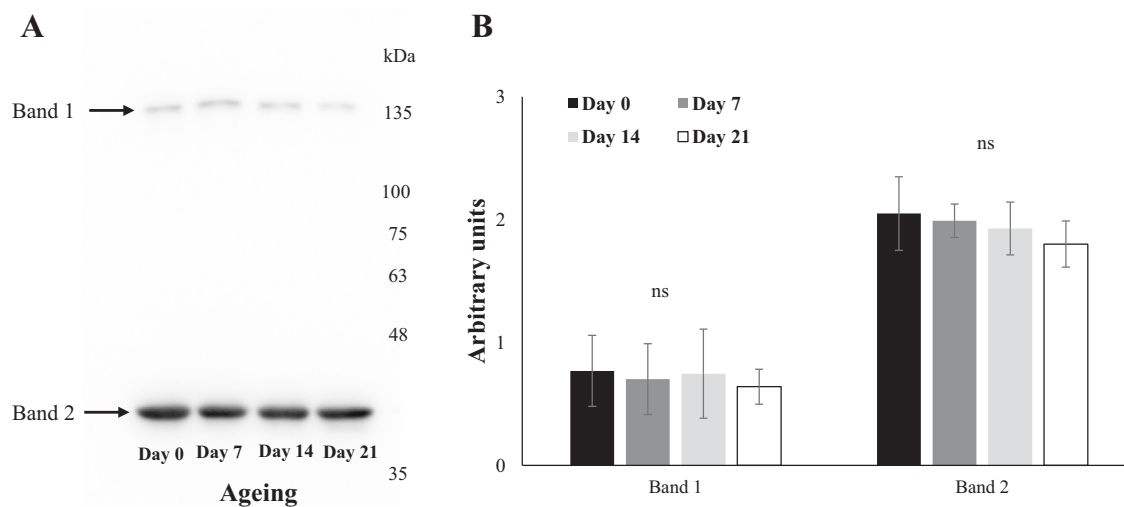 A
kDa
Band 1
135
100
75
63
48
Band 2
Day 0 Day 7 Day 14 Day 21
35
Ageing
B
Arbitrary units
3
2
1
0
Day 0 Day 7
Day 14 Day 21
ns
ns
Band 1 Band 2